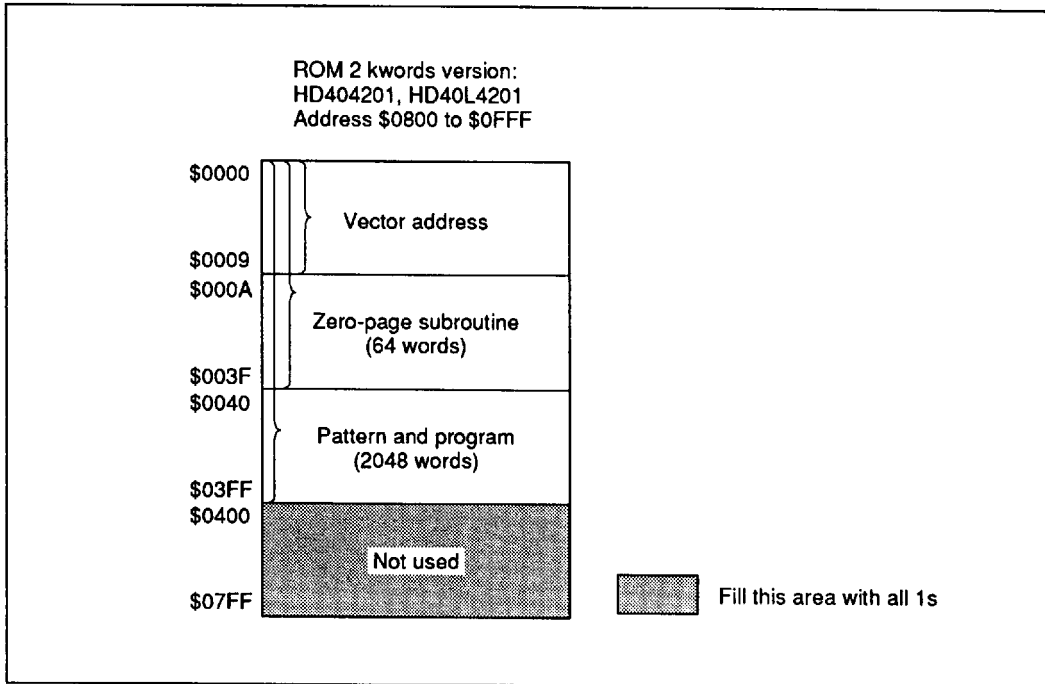 ROM 2 kwords version:
HD404201, HD40L4201
Address $0800 to $0FFF
$0000
Vector address
$0009
$000A
Zero-page subroutine
(64 words)
$003F
$0040
Pattern and program
(2048 words)
$03FF
$0400
Not used
$07FF
Fill this area with all 1s